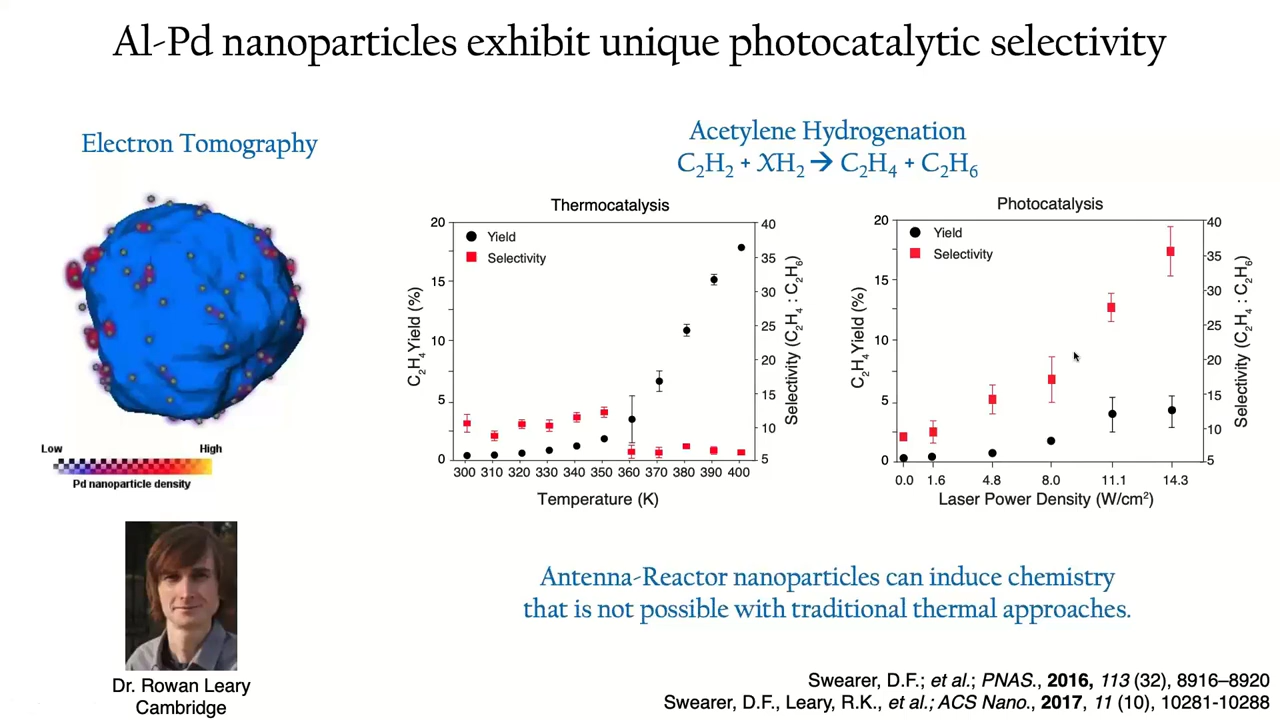 Al-Pd nanoparticles exhibit unique photocatalytic selectivity
Electron Tomography
Low High
Pd nanoparticle density
Dr. Rowan Leary
Cambridge
Acetylene Hydrogenation
C₂H₂ + XH₂ → C₂H₄ + C₂H₆
Thermocatalysis
Yield
Selectivity
C₂H₄ Yield (%)
20
15
10
5
0
Selectivity (C₂H₄ : C₂H₆)
40
35
30
25
20
15
10
5
300 310 320 330 340 350 360 370 380 390 400
Temperature (K)
Photocatalysis
Yield
Selectivity
C₂H₄ Yield (%)
20
15
10
5
0
Selectivity (C₂H₄ : C₂H₆)
40
35
30
25
20
15
10
5
0.0 1.6 4.8 8.0 11.1 14.3
Laser Power Density (W/cm²)
Antenna-Reactor nanoparticles can induce chemistry
that is not possible with traditional thermal approaches.
Swearer, D.F.; et al.; PNAS., 2016, 113 (32), 8916–8920
Swearer, D.F., Leary, R.K., et al.; ACS Nano., 2017, 11 (10), 10281-10288